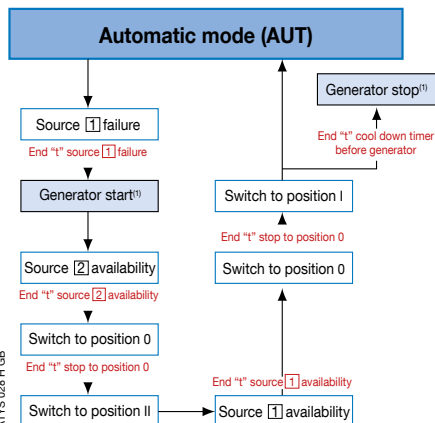 Automatic mode (AUT)
Source 1 failure
End “t” source 1 failure
Generator start(1)
Source 2 availability
End “t” source 2 availability
Switch to position 0
End “t” stop to position 0
Switch to position II
Source 1 availability
End “t” source 1 availability
Switch to position 0
End “t” stop to position 0
Switch to position I
End “t” cool down timer
before generator
Generator stop(1)
028 H GB